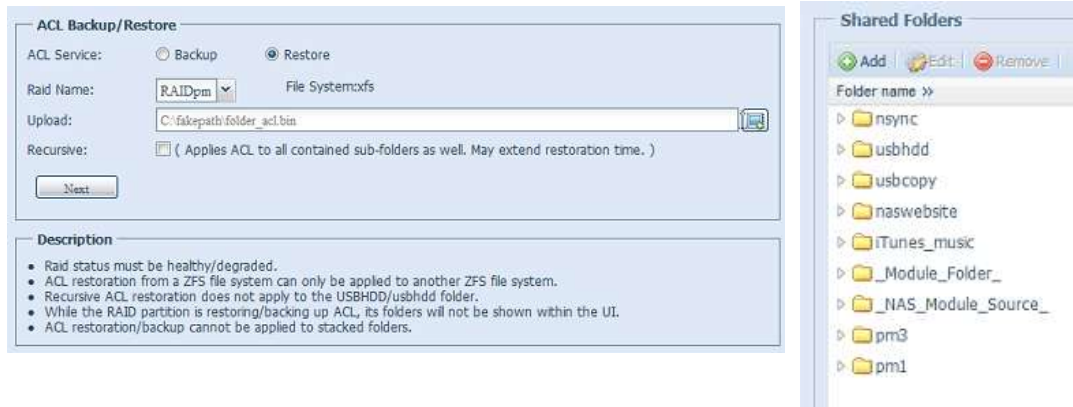 ACL Backup/Restore
ACL Service: Backup Restore
Raid Name: RAIDpm File System:xfs
Upload: C:\fakepath\folder_acl.bin
Recursive: ( Applies ACL to all contained sub-folders as well. May extend restoration time. )
Next
Description
• Raid status must be healthy/degraded.
• ACL restoration from a ZFS file system can only be applied to another ZFS file system.
• Recursive ACL restoration does not apply to the USBHDD/usbhdd folder.
• While the RAID partition is restoring/backing up ACL, its folders will not be shown within the UI.
• ACL restoration/backup cannot be applied to stacked folders.
Shared Folders
Add Edit Remove
Folder name »
nsync
usbhdd
usbcopy
naswebsite
iTunes_music
_Module_Folder_
_NAS_Module_Source_
pm3
pm1